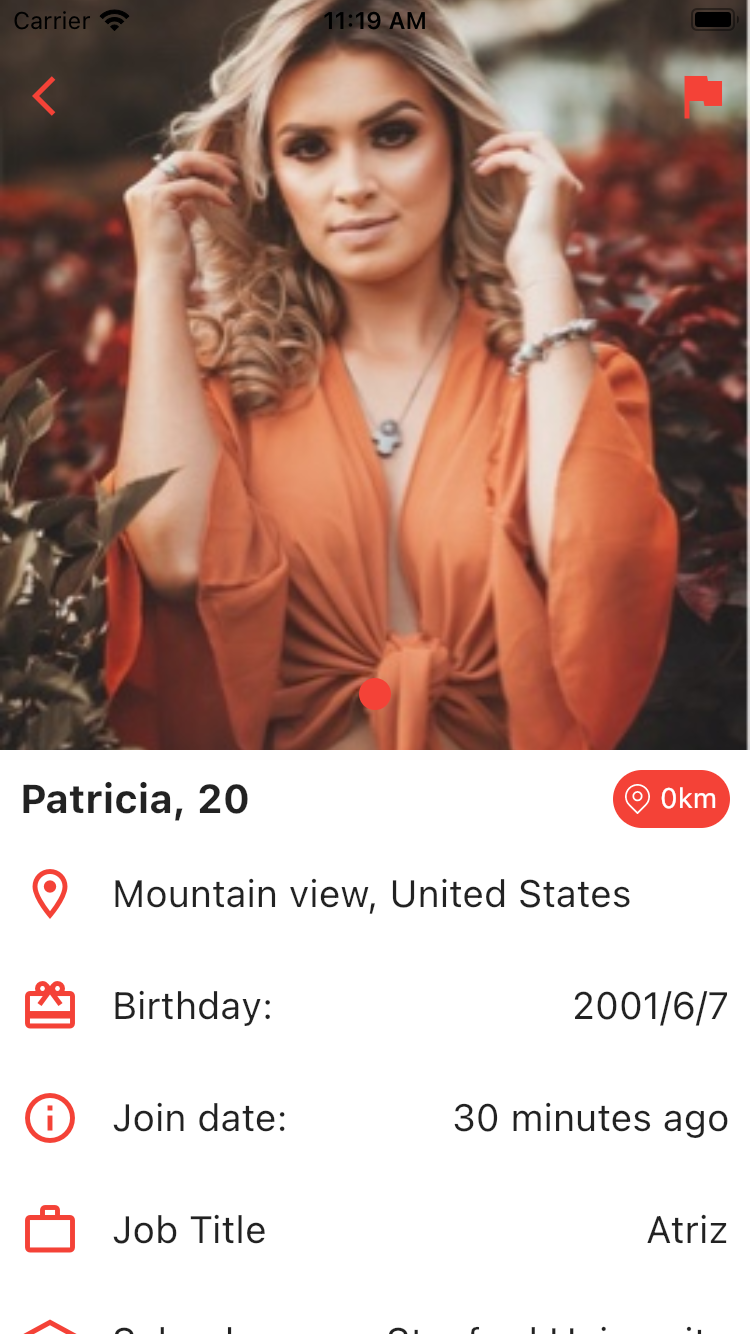 Carrier 11:19 AM
Patricia, 20 0km
Mountain view, United States
Birthday: 2001/6/7
Join date: 30 minutes ago
Job Title Atriz